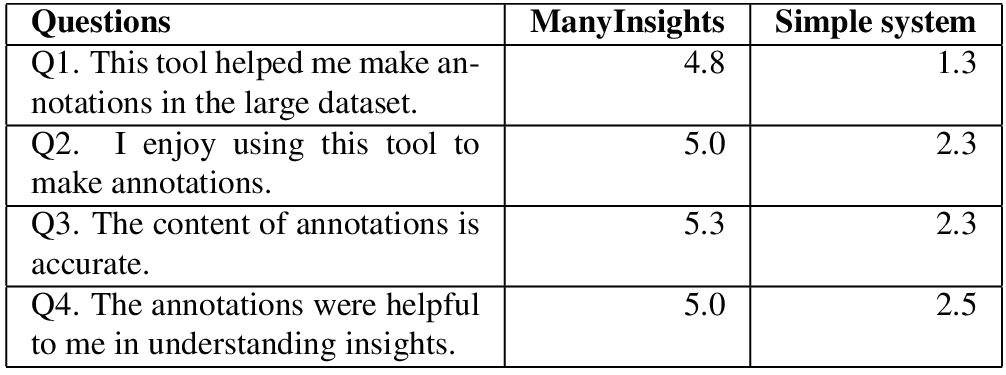 Questions ManyInsights Simple system
Q1. This tool helped me make an- 4.8 1.3
notations in the large dataset.
Q2. I enjoy using this tool to 5.0 2.3
make annotations.
Q3. The content of annotations is 5.3 2.3
accurate.
Q4. The annotations were helpful 5.0 2.5
to me in understanding insights.